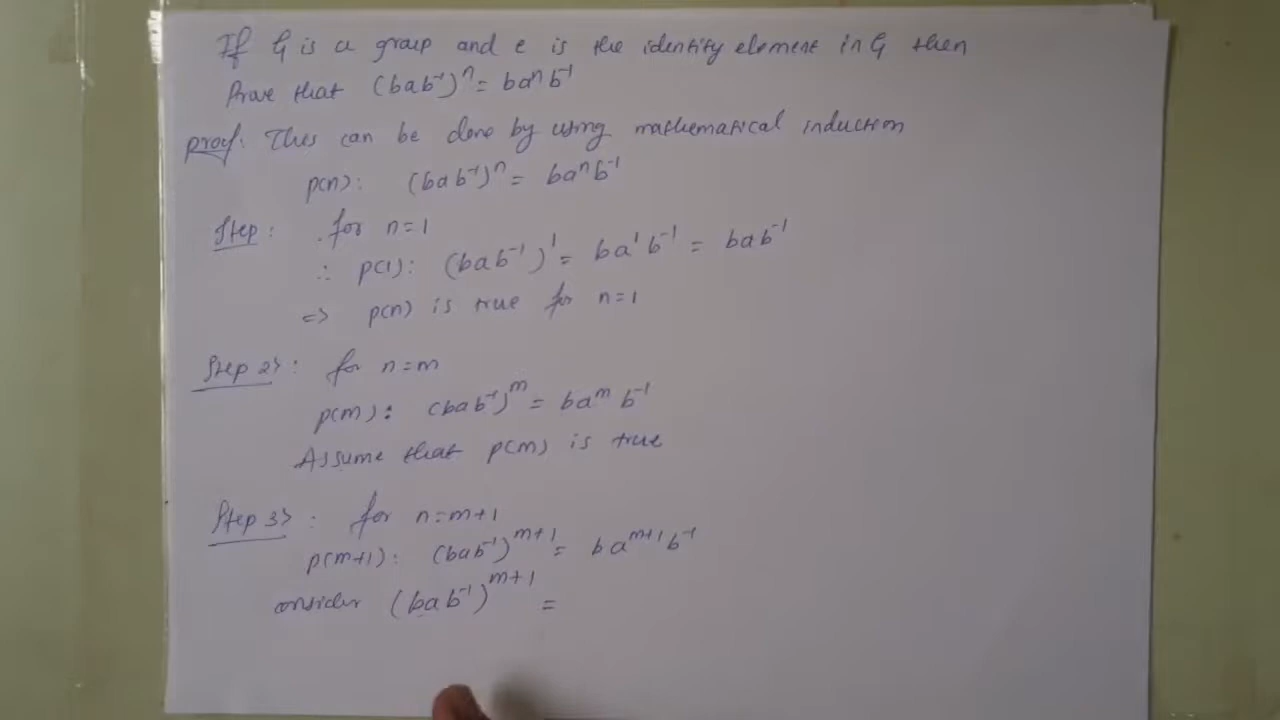 If G is a group and e is the identity element in G then
Prove that (bab⁻¹)ⁿ = baⁿb⁻¹
proof: This can be done by using mathematical induction
p(n): (bab⁻¹)ⁿ = baⁿb⁻¹
Step : for n=1
∴ p(1): (bab⁻¹)¹ = ba¹b⁻¹ = bab⁻¹
=> p(n) is true for n=1
Step 2> : for n=m
p(m) : (bab⁻¹)ᵐ = baᵐ b⁻¹
Assume that p(m) is true
Step 3> : for n=m+1
p(m+1): (bab⁻¹)ᵐ⁺¹ = baᵐ⁺¹b⁻¹
consider (bab⁻¹)ᵐ⁺¹ =